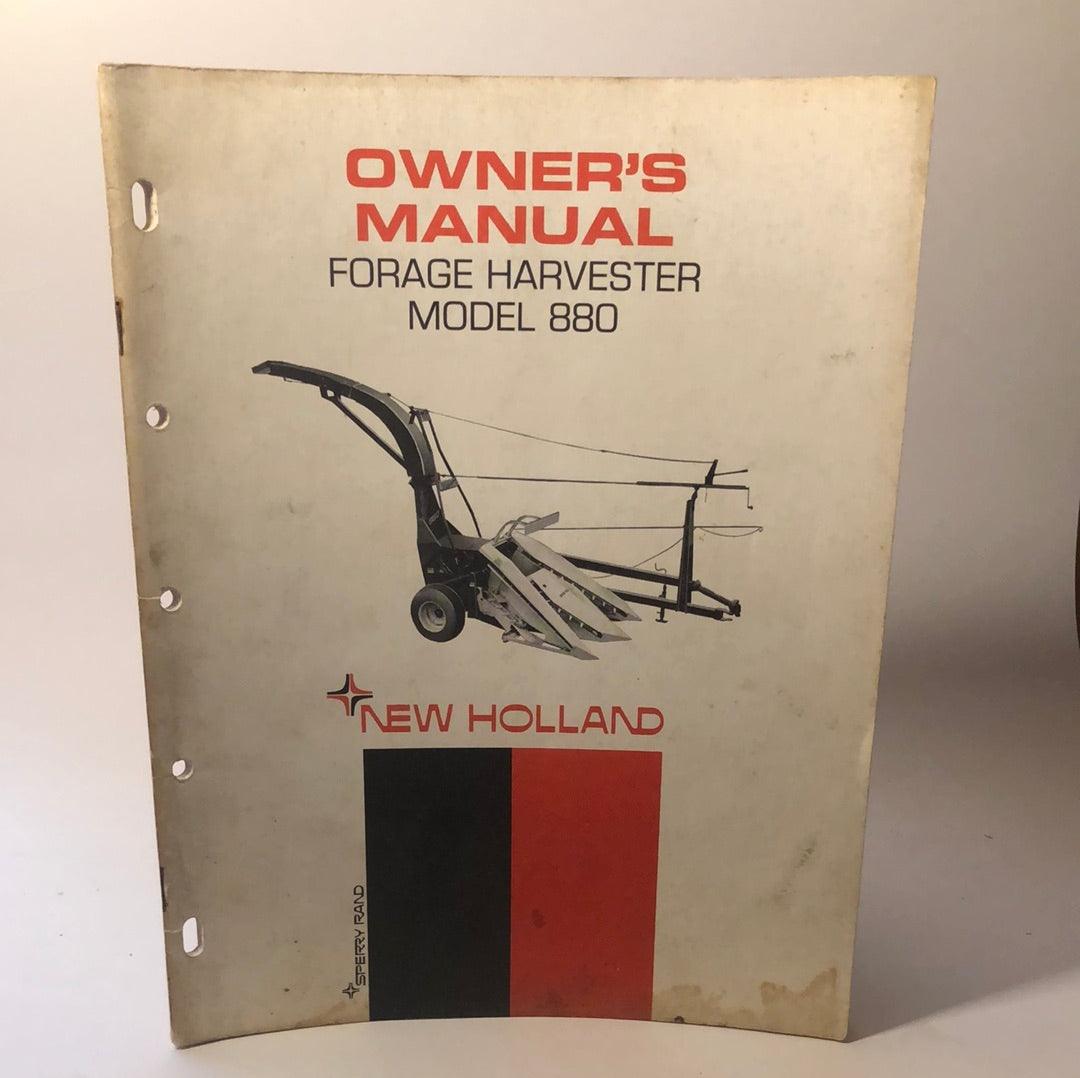 OWNER'S
MANUAL
FORAGE HARVESTER
MODEL 880
NEW HOLLAND
SPERRY RAND